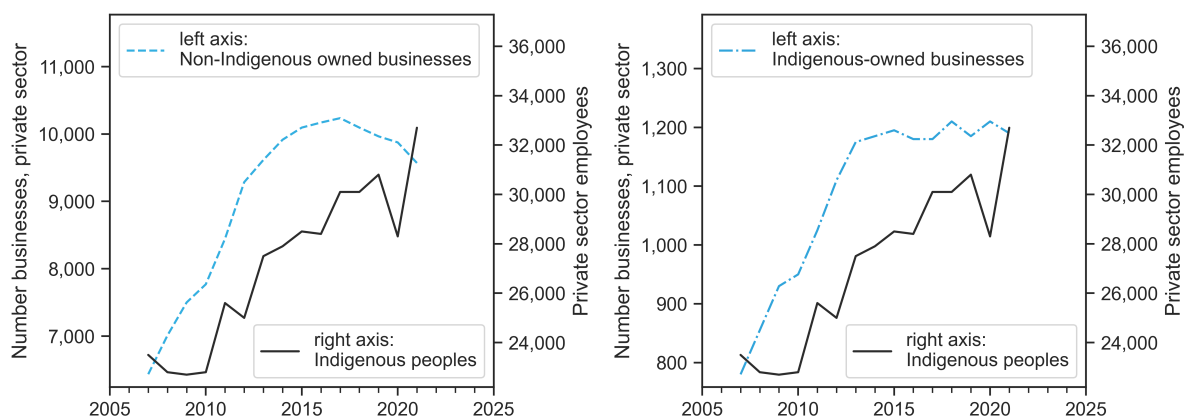 left axis:
Non-Indigenous owned businesses
right axis:
Indigenous peoples
Number businesses, private sector
11,000
10,000
9,000
8,000
7,000
36,000
34,000
32,000
30,000
28,000
26,000
24,000
Private sector employees
2005
2010
2015
2020
2025
left axis:
Indigenous-owned businesses
right axis:
Indigenous peoples
Number businesses, private sector
1,300
1,200
1,100
1,000
900
800
36,000
34,000
32,000
30,000
28,000
26,000
24,000
Private sector employees
2005
2010
2015
2020
2025